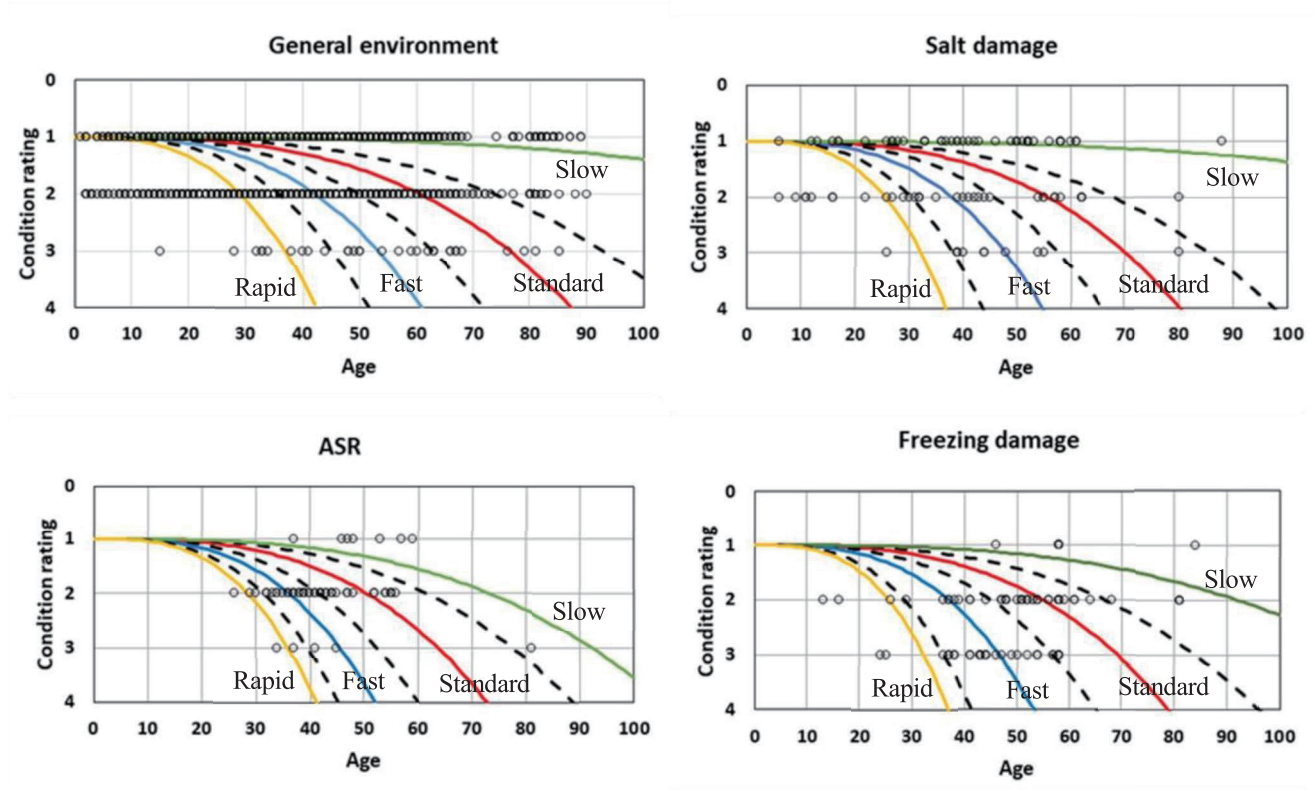 General environment
0
1
2
3
4
Condition rating
Slow
Rapid
Fast
Standard
0 10 20 30 40 50 60 70 80 90 100
Age
Salt damage
0
1
2
3
4
Condition rating
Slow
Rapid
Fast
Standard
0 10 20 30 40 50 60 70 80 90 100
Age
ASR
0
1
2
3
4
Condition rating
Slow
Rapid
Fast
Standard
0 10 20 30 40 50 60 70 80 90 100
Age
Freezing damage
0
1
2
3
4
Condition rating
Slow
Rapid
Fast
Standard
0 10 20 30 40 50 60 70 80 90 100
Age